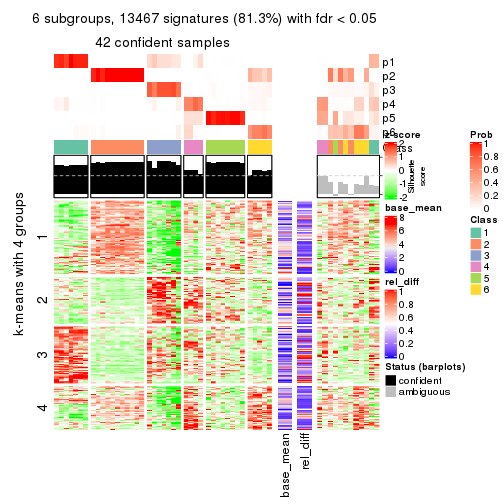 6 subgroups, 13467 signatures (81.3%) with fdr < 0.05
42 confident samples
p1
p2
p3
p4
p5
p6
Class
z_score
2
1
0
-1
-2
Silhouette
score
Prob
1
0.8
0.6
0.4
0.2
0
base_mean
8
6
4
2
0
Class
1
2
3
4
5
6
rel_diff
1
0.8
0.6
0.4
0.2
0
Status (barplots)
confident
ambiguous
k-means with 4 groups
1
2
3
4
base_mean
rel_diff